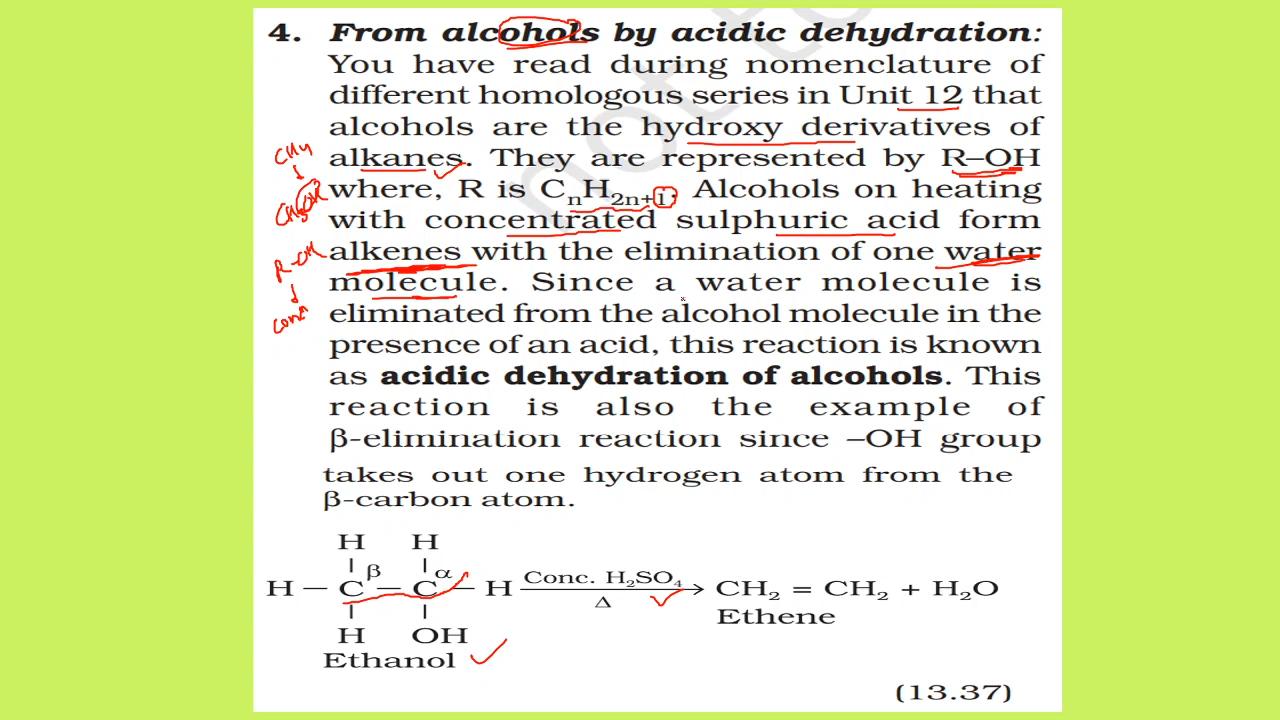 4. From alcohols by acidic dehydration:
You have read during nomenclature of
different homologous series in Unit 12 that
alcohols are the hydroxy derivatives of
CH4
alkanes. They are represented by R–OH
where, R is CnH2n+1. Alcohols on heating
CH3OH
with concentrated sulphuric acid form
R-OH
alkenes with the elimination of one water
molecule. Since a water molecule is
eliminated from the alcohol molecule in the
presence of an acid, this reaction is known
as acidic dehydration of alcohols. This
reaction is also the example of
β-elimination reaction since –OH group
takes out one hydrogen atom from the
β-carbon atom.
H H
β α
H – C – C – H Conc. H2SO4 → CH2 = CH2 + H2O
Δ
H OH Ethene
Ethanol
(13.37)
not t